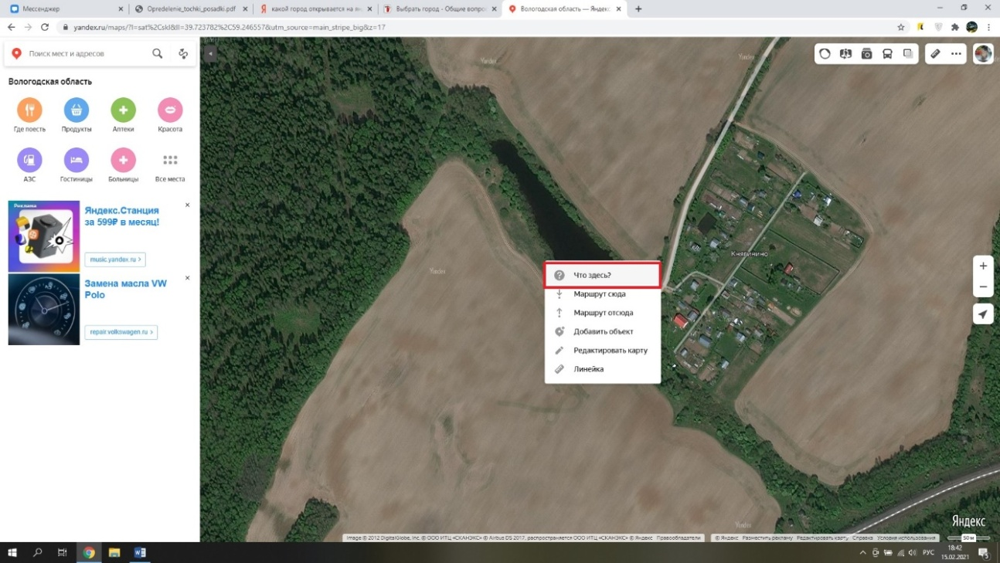 Мессенджер
Opredelenie_tochki_posadki.pdf
какой город открывается на ян
Выбрать город - Общие вопро
Вологодская область — Яндек
yandex.ru/maps/?l=sat%2Cskl&ll=39.723782%2C59.246557&utm_source=main_stripe_big&z=17
Поиск мест и адресов
Вологодская область
Где поесть
Продукты
Аптеки
Красота
АЗС
Гостиницы
Больницы
Все места
Реклама
Яндекс.Станция
за 599₽ в месяц!
music.yandex.ru >
Замена масла VW
Polo
repair.volkswagen.ru >
Yandex
Yandex
Yandex
Yandex
Yandex
Княгинино
Что здесь?
Маршрут сюда
Маршрут отсюда
Добавить объект
Редактировать карту
Линейка
Яндекс
Image © 2012 DigitalGlobe, Inc. © ООО ИТЦ «СКАНЭКС» © Airbus DS 2017, распространяется ООО ИТЦ «СКАНЭКС» © Яндекс Правообладатели
© Яндекс Разместить рекламу Редактировать карту Справка Условия использования
50 м
РУС
18:42
15.02.2021
5